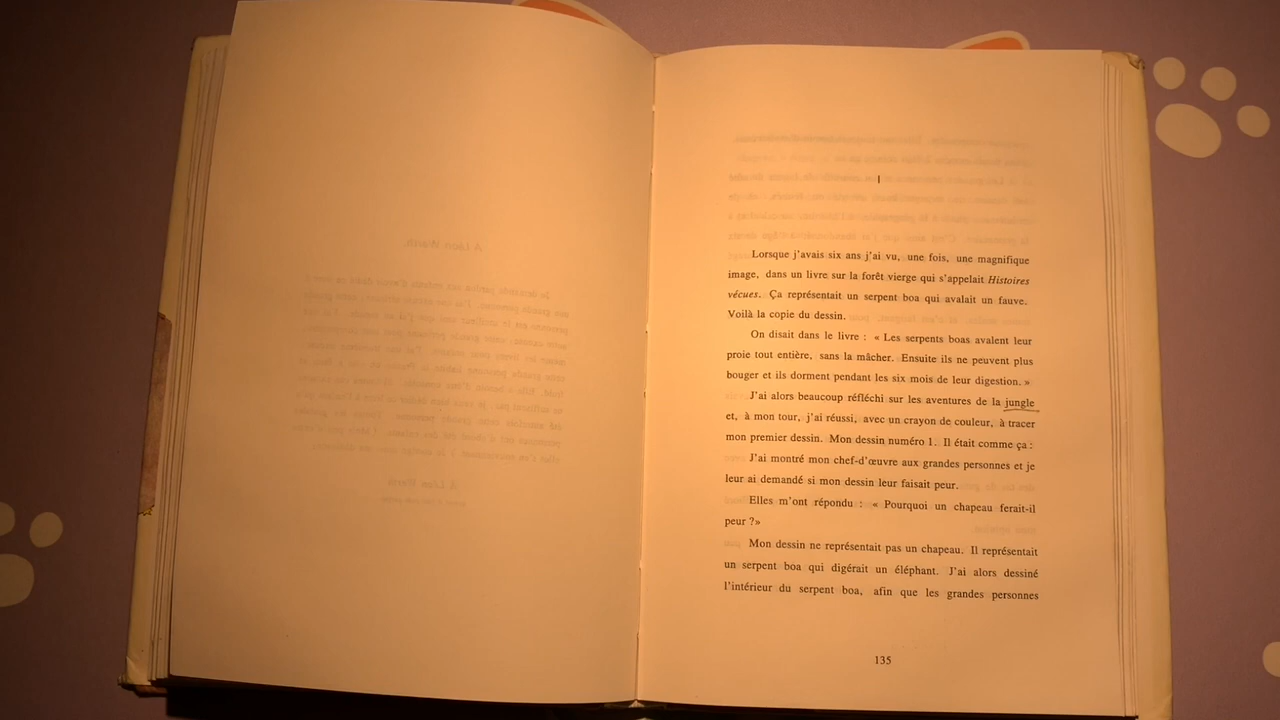 I
Lorsque j'avais six ans j'ai vu, une fois, une magnifique
image, dans un livre sur la forêt vierge qui s'appelait Histoires
vécues. Ça représentait un serpent boa qui avalait un fauve.
Voilà la copie du dessin.
On disait dans le livre : « Les serpents boas avalent leur
proie tout entière, sans la mâcher. Ensuite ils ne peuvent plus
bouger et ils dorment pendant les six mois de leur digestion. »
J'ai alors beaucoup réfléchi sur les aventures de la jungle
et, à mon tour, j'ai réussi, avec un crayon de couleur, à tracer
mon premier dessin. Mon dessin numéro 1. Il était comme ça :
J'ai montré mon chef-d'œuvre aux grandes personnes et je
leur ai demandé si mon dessin leur faisait peur.
Elles m'ont répondu : « Pourquoi un chapeau ferait-il
peur ?»
Mon dessin ne représentait pas un chapeau. Il représentait
un serpent boa qui digérait un éléphant. J'ai alors dessiné
l'intérieur du serpent boa, afin que les grandes personnes
135